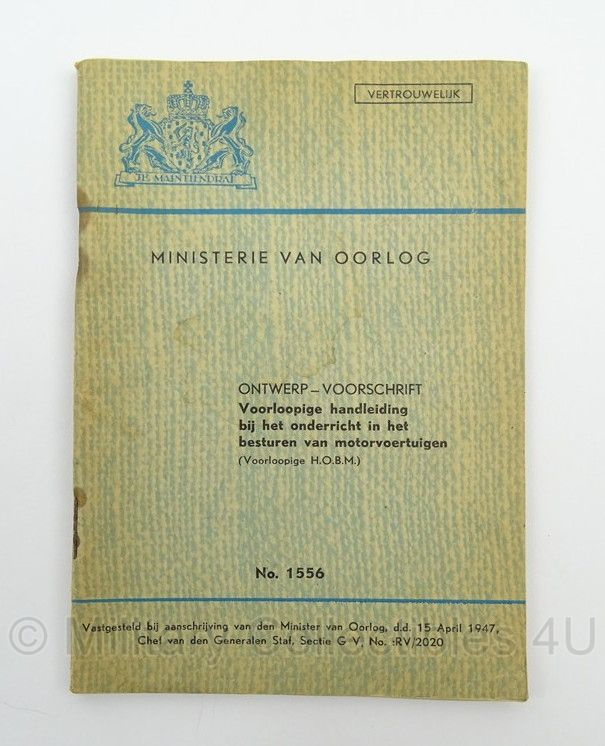 VERTROUWELIJK
JE MAINTIENDRAI
MINISTERIE VAN OORLOG
ONTWERP – VOORSCHRIFT
Voorloopige handleiding
bij het onderricht in het
besturen van motorvoertuigen
(Voorloopige H.O.B.M.)
No. 1556
Vastgesteld bij aanschrijving van den Minister van Oorlog, d.d. 15 April 1947,
Chef van den Generalen Staf, Sectie G V, No. :RV/2020
©
4U